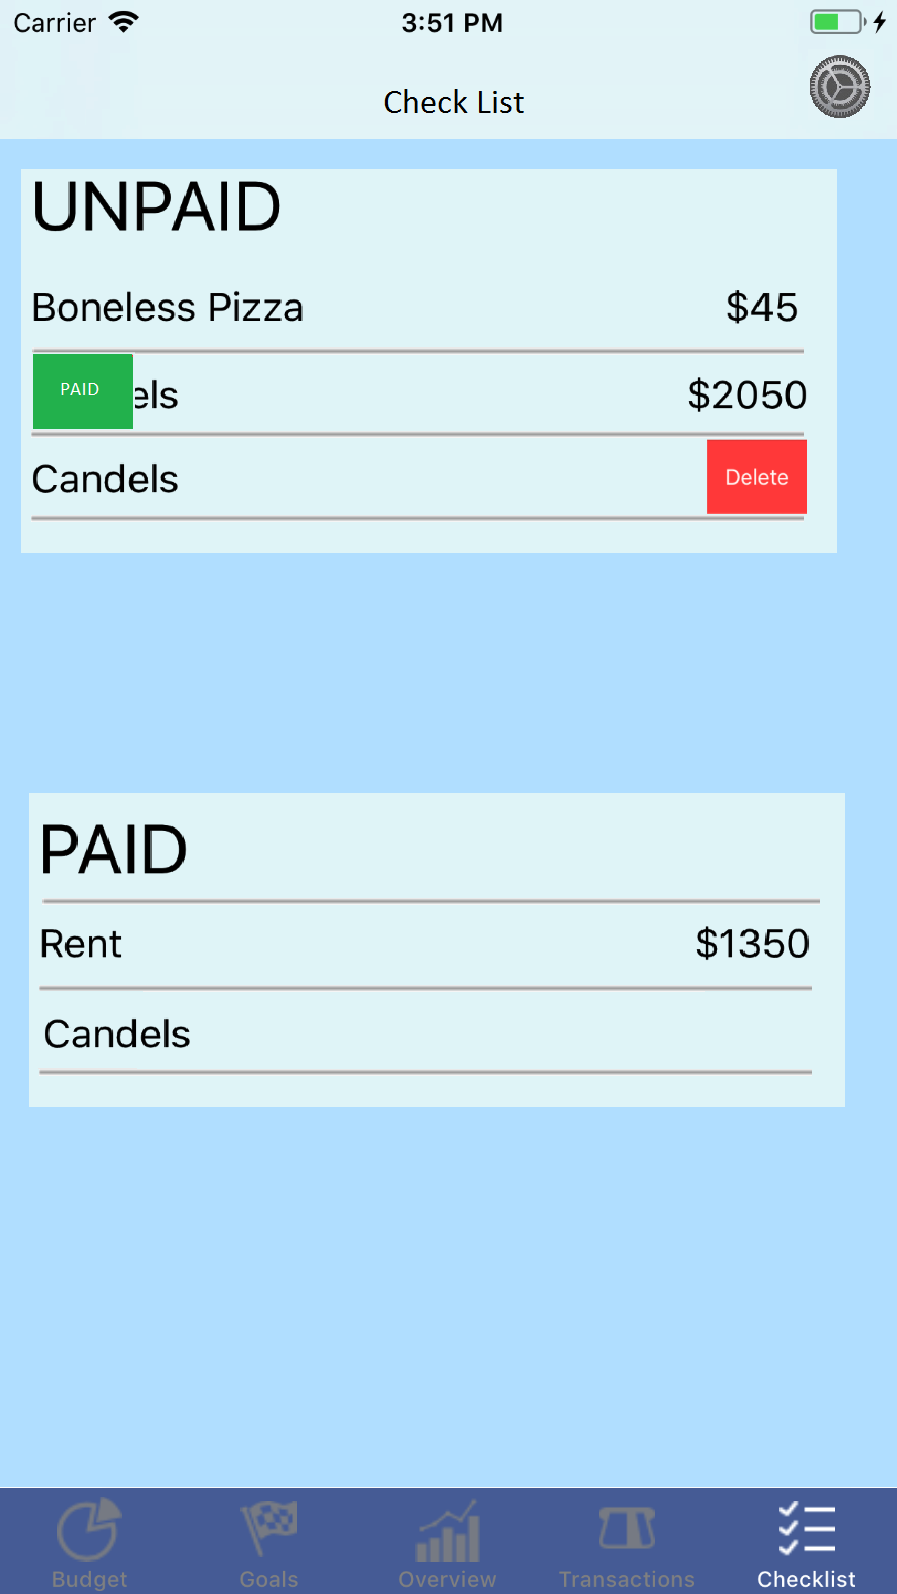 Carrier 3:51 PM
Check List
UNPAID
Boneless Pizza $45
PAID els $2050
Candels Delete
PAID
Rent $1350
Candels
Budget Goals Overview Transactions Checklist